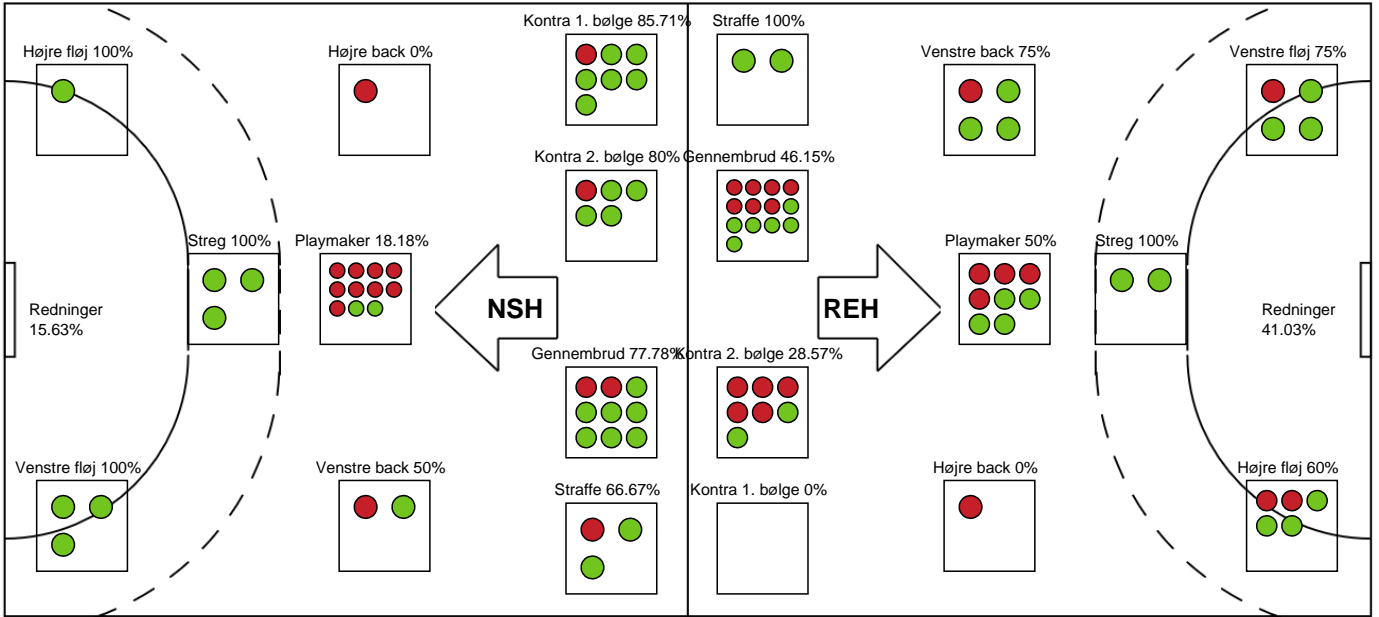 Kontra 1. bølge 85.71%
Straffe 100%
Højre fløj 100%
Højre back 0%
Venstre back 75%
Venstre fløj 75%
Kontra 2. bølge 80%
Gennembrud 46.15%
Streg 100%
Playmaker 18.18%
Playmaker 50%
Streg 100%
NSH
REH
Redninger
15.63%
Redninger
41.03%
Gennembrud 77.78%
Kontra 2. bølge 28.57%
Venstre fløj 100%
Venstre back 50%
Højre back 0%
Højre fløj 60%
Straffe 66.67%
Kontra 1. bølge 0%